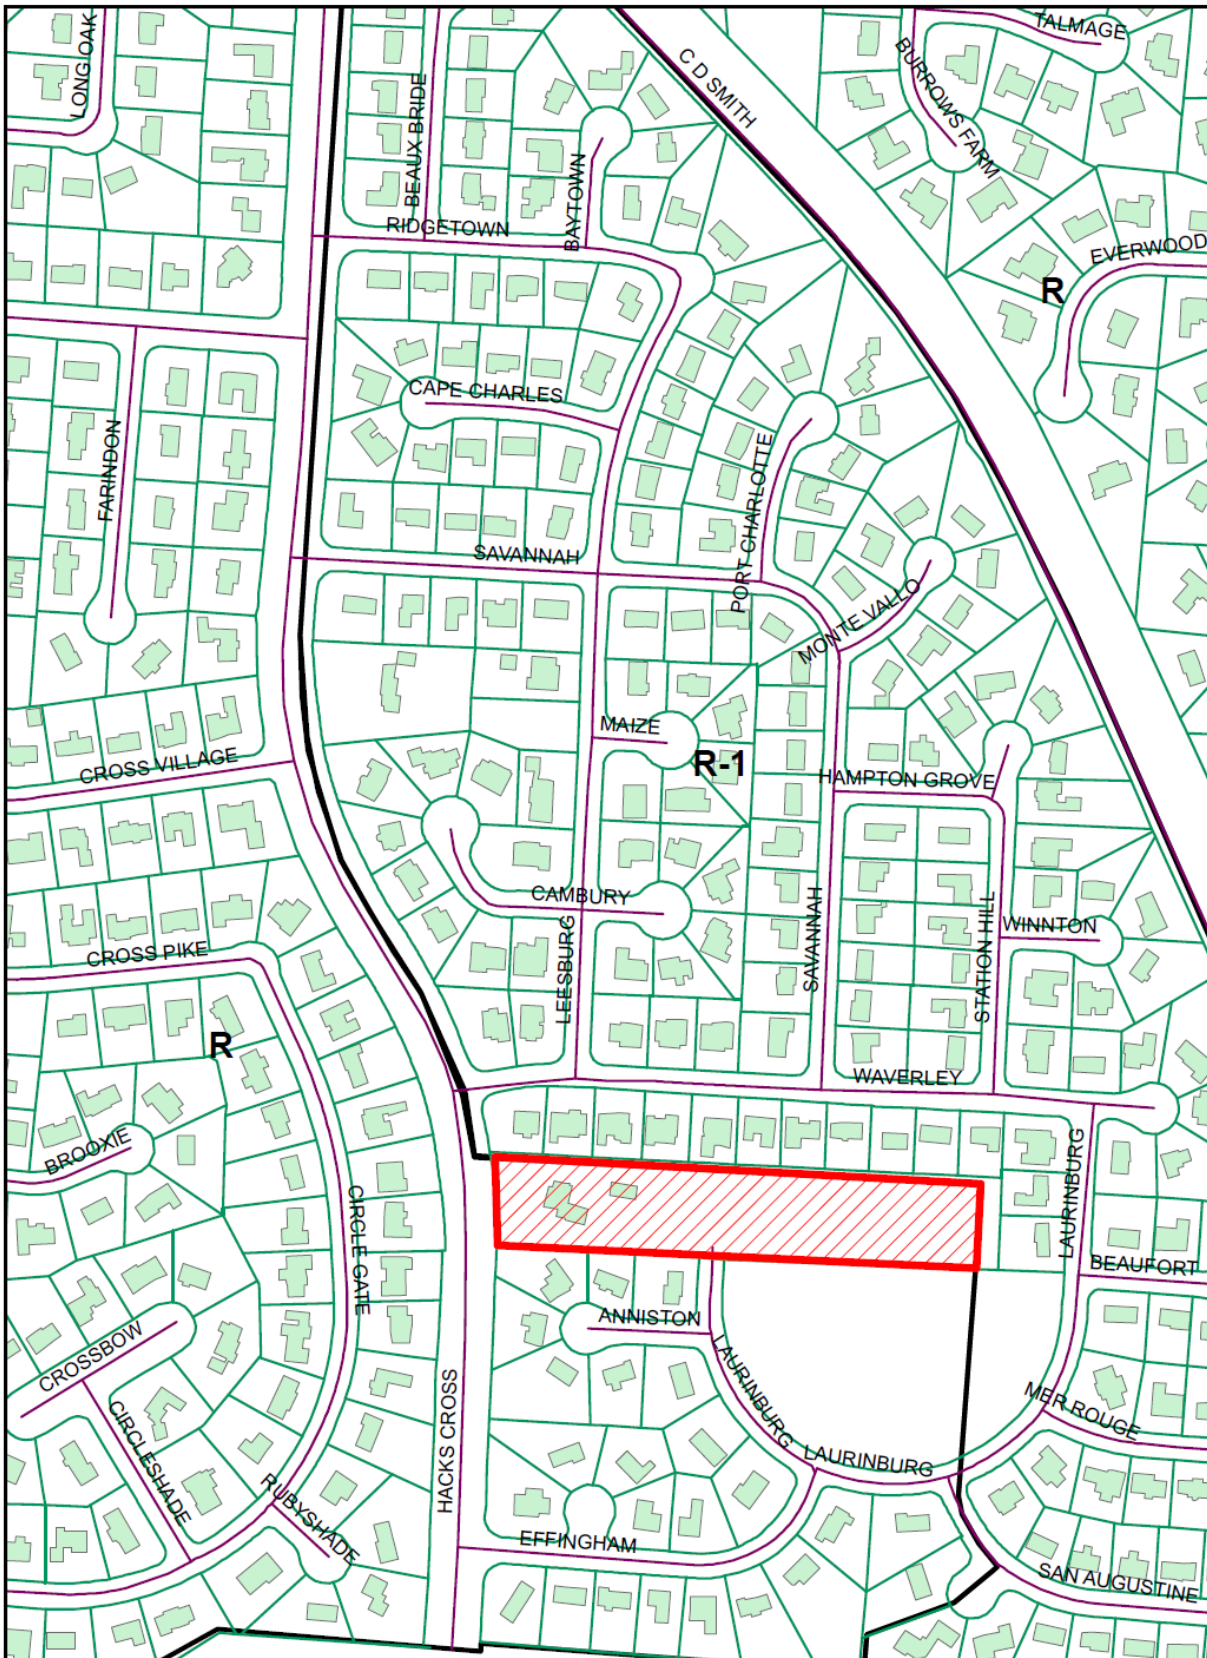 LONG OAK
BEAUX BRIDE
C D SMITH
TALMAGE
BURROWS FARM
BAYTOWN
RIDGETOWN
EVERWOOD
R
CAPE CHARLES
FARINDON
PORT CHARLOTTE
SAVANNAH
MONTE VALLO
MAIZE
R-1
CROSS VILLAGE
HAMPTON GROVE
CAMBURY
LEESBURG
SAVANNAH
STATION HILL
WINNTON
CROSS PIKE
R
WAVERLEY
BROOXIE
CIRCLE GATE
LAURINBURG
BEAUFORT
ANNISTON
CROSSBOW
LAURINBURG
HACKS CROSS
MER ROUGE
CIRCLESHADE
LAURINBURG
RUBYSHADE
EFFINGHAM
SAN AUGUSTINE